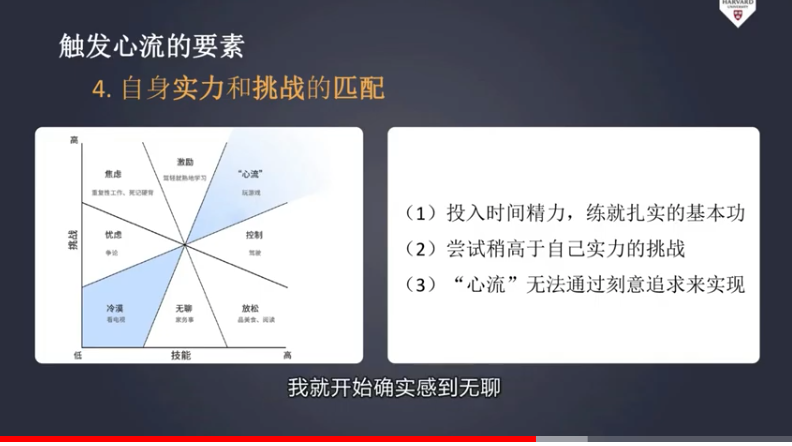 HARVARD
UNIVERSITY
触发心流的要素
4. 自身实力和挑战的匹配
高
焦虑
重复性工作、死记硬背
激励
驾轻就熟地学习
“心流”
玩游戏
挑战
忧虑
争论
控制
驾驶
冷漠
看电视
无聊
家务事
放松
品美食、阅读
低
技能
高
（1）投入时间精力，练就扎实的基本功
（2）尝试稍高于自己实力的挑战
（3）“心流”无法通过刻意追求来实现
我就开始确实感到无聊